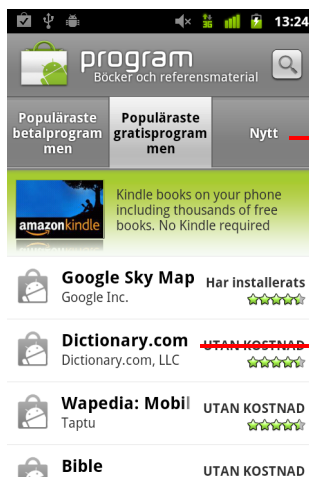 13:24
program
Böcker och referensmaterial
Populäraste
betalprogram
men
Populäraste
gratisprogram
men
Nytt
amazonkindle
Kindle books on your phone
including thousands of free
books. No Kindle required
Google Sky Map
Har installerats
Google Inc.
Dictionary.com
UTAN KOSTNAD
Dictionary.com, LLC
Wapedia: Mobil
UTAN KOSTNAD
Taptu
Bible
UTAN KOSTNAD